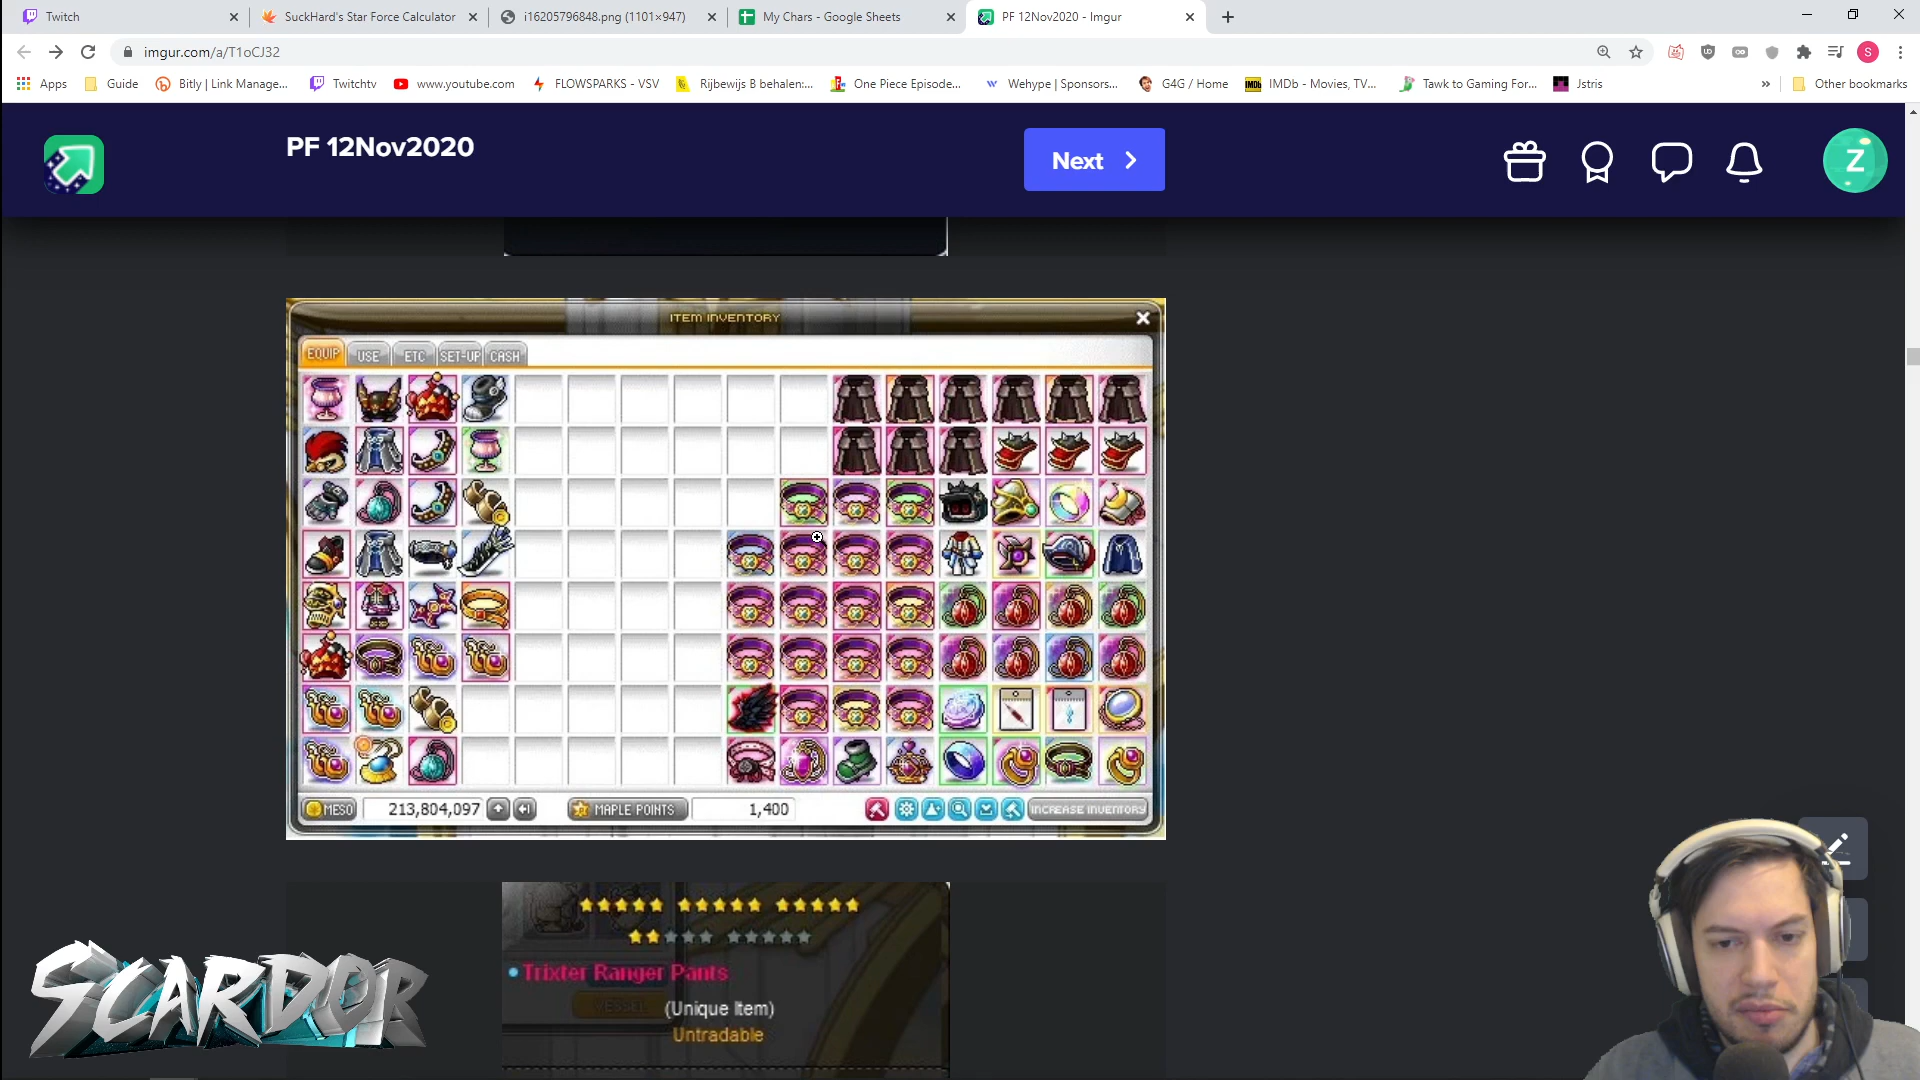 Twitch
SuckHard's Star Force Calculator
i16205796848.png (1101×947)
My Chars - Google Sheets
PF 12Nov2020 - Imgur
imgur.com/a/T1oCJ32
S
Apps
Guide
Bitly | Link Manage...
Twitchtv
www.youtube.com
FLOWSPARKS - VSV
Rijbewijs B behalen:...
One Piece Episode...
Wehype | Sponsors...
G4G / Home
IMDb - Movies, TV...
Tawk to Gaming For...
Jstris
»
Other bookmarks
PF 12Nov2020
Next
Z
ITEM INVENTORY
EQUIP
USE
ETC
SET-UP
CASH
MESO
213,804,097
MAPLE POINTS
1,400
INCREASE INVENTORY
Trixter Ranger Pants
(Unique Item)
Untradable
SCARDOR